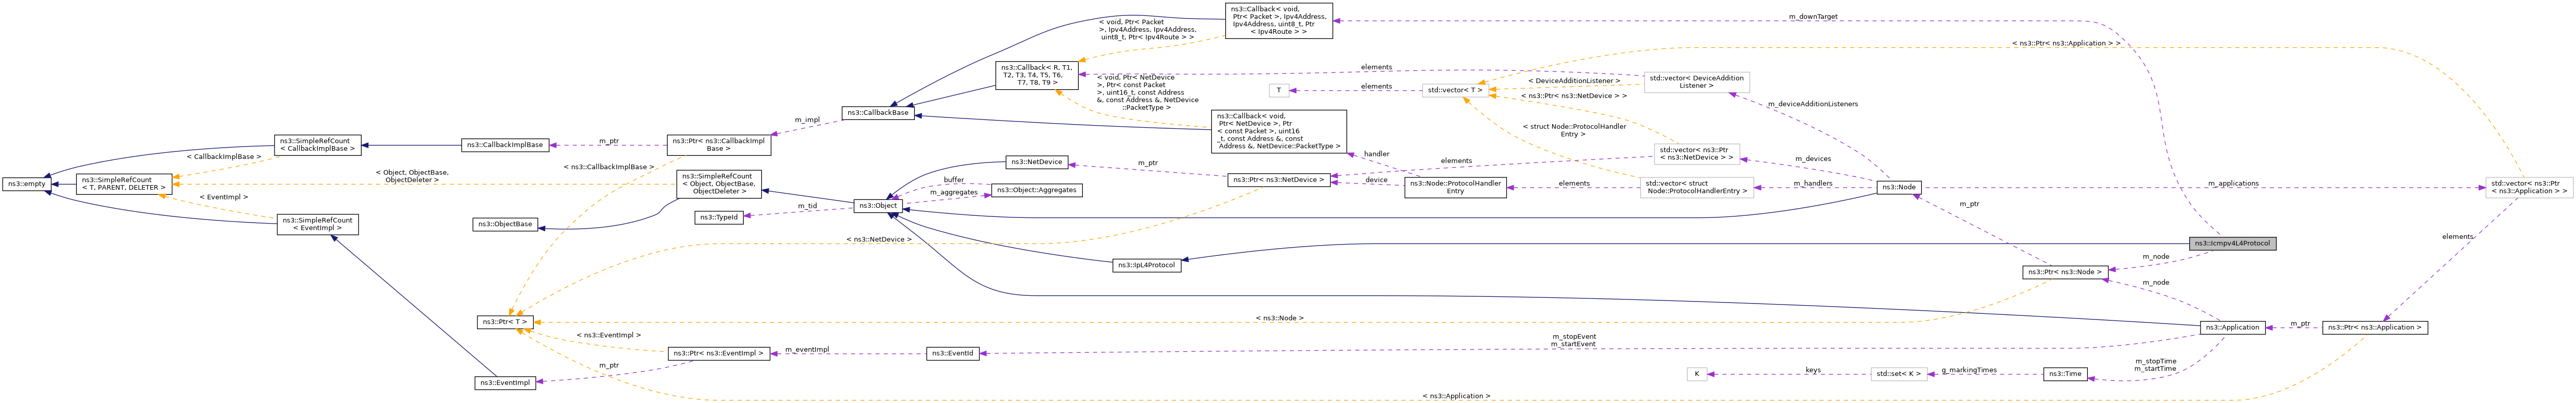 ns3::Callback< void,
Ptr< Packet >, Ipv4Address,
Ipv4Address, uint8_t, Ptr
< Ipv4Route > >
m_downTarget
< void, Ptr< Packet
>, Ipv4Address, Ipv4Address,
uint8_t, Ptr< Ipv4Route > >
< ns3::Ptr< ns3::Application > >
ns3::Callback< R, T1,
T2, T3, T4, T5, T6,
T7, T8, T9 >
elements
< void, Ptr< NetDevice
>, Ptr< const Packet
>, uint16_t, const Address
&, const Address &, NetDevice
::PacketType >
T
elements
std::vector< T >
< DeviceAdditionListener >
std::vector< DeviceAddition
Listener >
< ns3::Ptr< ns3::NetDevice > >
m_deviceAdditionListeners
ns3::CallbackBase
m_impl
ns3::Callback< void,
Ptr< NetDevice >, Ptr
< const Packet >, uint16
_t, const Address &, const
Address &, NetDevice::PacketType >
< struct Node::ProtocolHandler
Entry >
ns3::SimpleRefCount
< CallbackImplBase >
ns3::CallbackImplBase
m_ptr
ns3::Ptr< ns3::CallbackImpl
Base >
< CallbackImplBase >
< ns3::CallbackImplBase >
ns3::NetDevice
m_ptr
handler
elements
std::vector< ns3::Ptr
< ns3::NetDevice > >
m_devices
ns3::empty
ns3::SimpleRefCount
< T, PARENT, DELETER >
< Object, ObjectBase,
ObjectDeleter >
ns3::SimpleRefCount
< Object, ObjectBase,
ObjectDeleter >
buffer
m_aggregates
ns3::Object::Aggregates
ns3::Ptr< ns3::NetDevice >
device
ns3::Node::ProtocolHandler
Entry
elements
std::vector< struct
Node::ProtocolHandlerEntry >
m_handlers
ns3::Node
m_applications
std::vector< ns3::Ptr
< ns3::Application > >
< EventImpl >
ns3::SimpleRefCount
< EventImpl >
ns3::ObjectBase
ns3::TypeId
m_tid
ns3::Object
m_ptr
< ns3::NetDevice >
elements
ns3::Icmpv4L4Protocol
ns3::IpL4Protocol
m_node
ns3::Ptr< ns3::Node >
m_node
ns3::Ptr< T >
< ns3::Node >
ns3::Application
m_ptr
ns3::Ptr< ns3::Application >
< ns3::EventImpl >
m_stopEvent
m_startEvent
ns3::Ptr< ns3::EventImpl >
m_eventImpl
ns3::EventId
m_ptr
m_stopTime
m_startTime
ns3::EventImpl
K
keys
std::set< K >
g_markingTimes
ns3::Time
< ns3::Application >